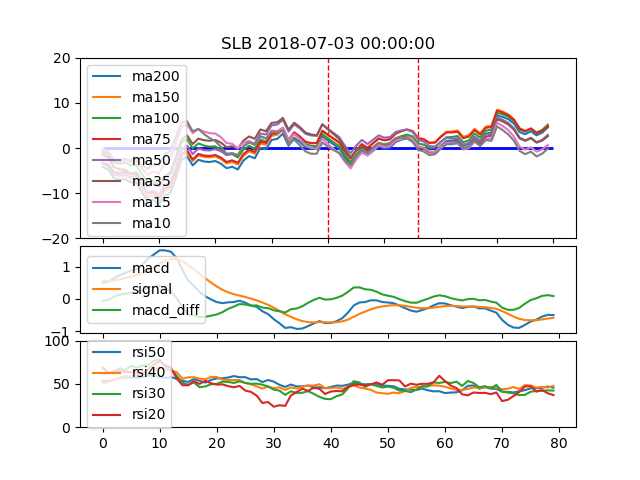 SLB 2018-07-03 00:00:00
20
10
0
−10
−20
ma200
ma150
ma100
ma75
ma50
ma35
ma15
ma10
1
0
−1
macd
signal
macd_diff
100
50
0
rsi50
rsi40
rsi30
rsi20
0 10 20 30 40 50 60 70 80